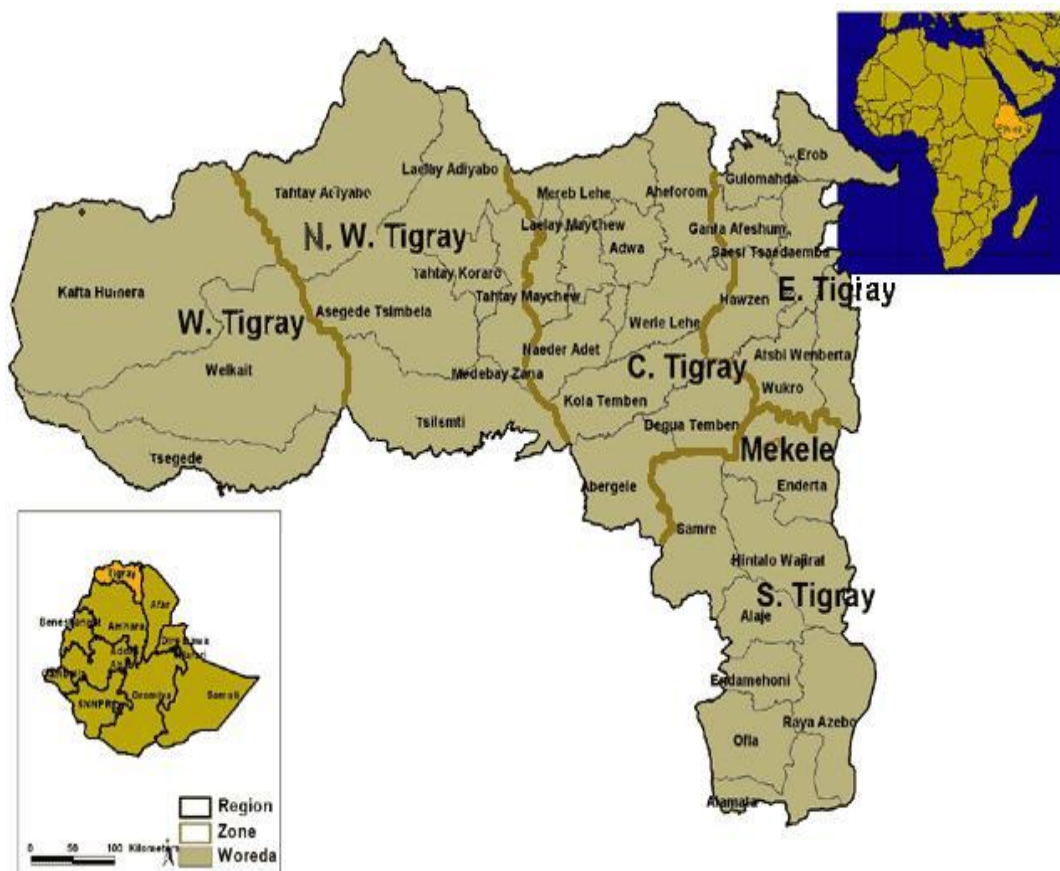 Erob
Laelay Adiyabo
Gulomahda
Tahtay Adiyabo
Mereb Lehe
Aheforom
Laelay Maychew
Ganta Afeshum
N. W. Tigray
Adwa
Saesi Tsaedaemba
Tahtay Koraro
Kafta Humera
Tahtay Maychew
Hawzen
E. Tigray
W. Tigray
Asegede Tsimbela
Werie Lehe
Naeder Adet
Atsbi Wenberta
C. Tigray
Welkait
Medebay Zana
Wukro
Kola Temben
Tsilemti
Degua Temben
Mekele
Tsegede
Abergele
Enderta
Samre
Hintalo Wajirat
S. Tigray
Alaje
Endamehoni
Raya Azebo
Ofla
Alamata
Tigray
Afar
Amhara
Oromiya
Somali
Region
Zone
Woreda
0 50 100 Kilometers